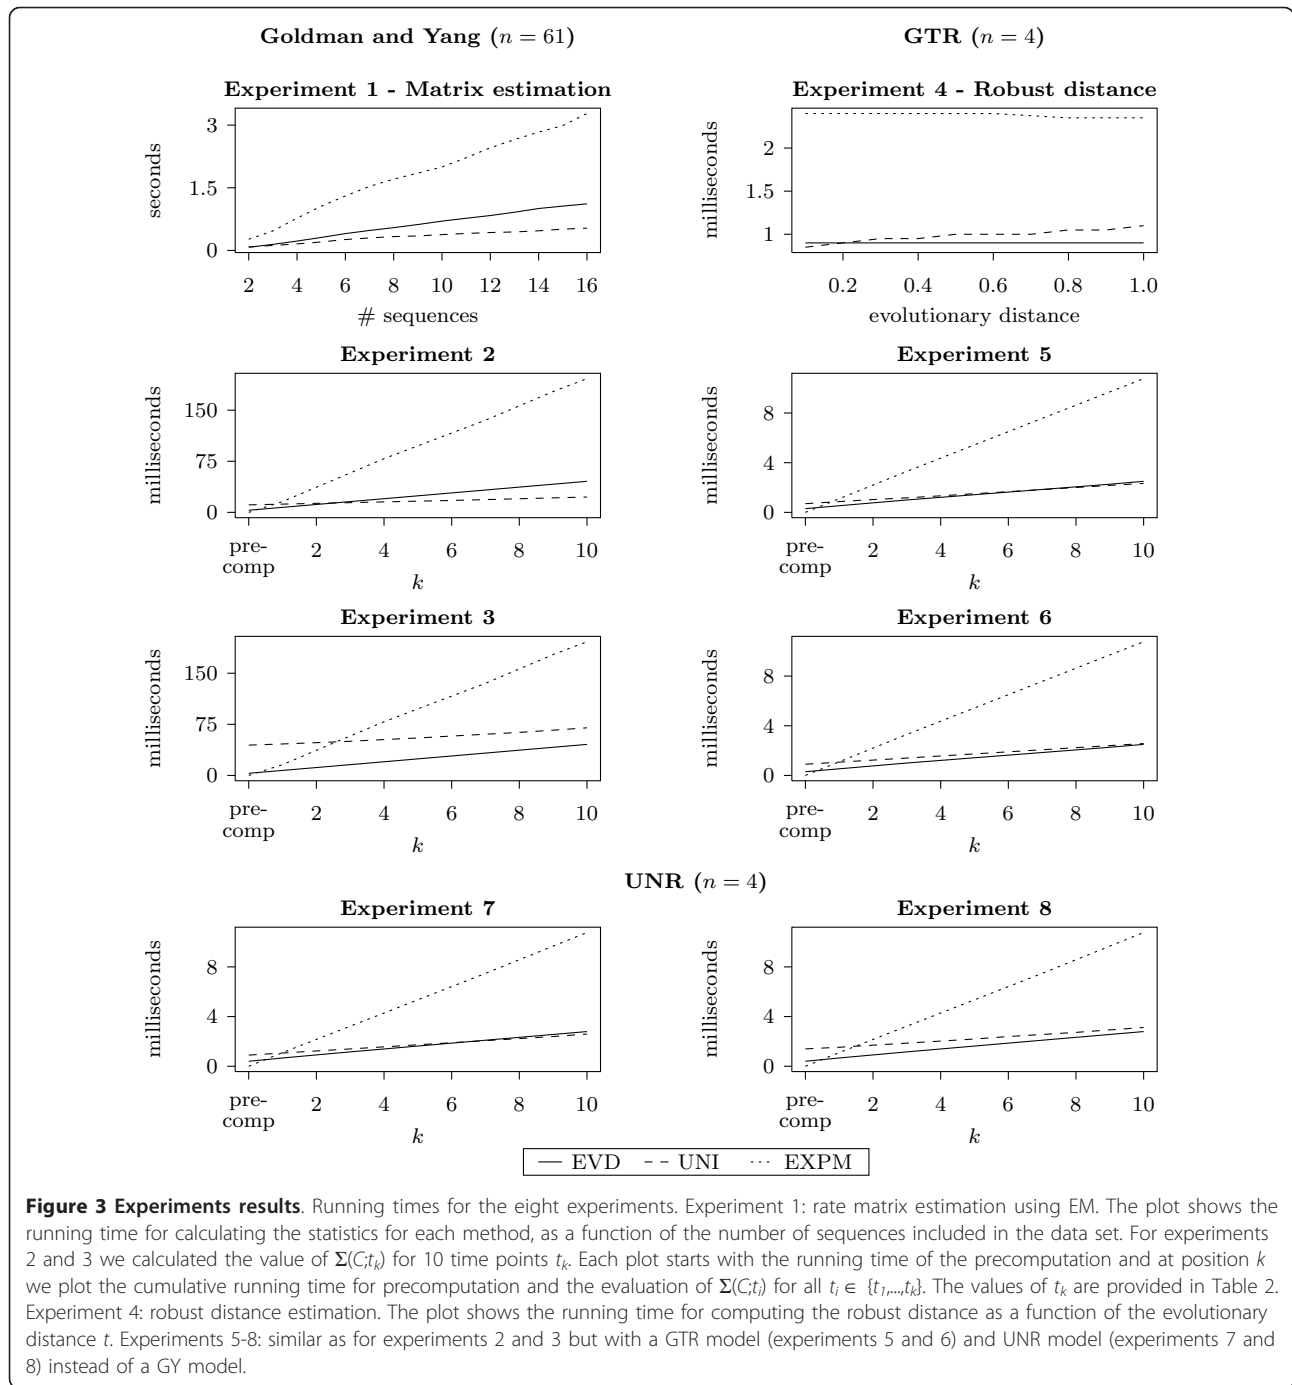 Goldman and Yang (n = 61)
GTR (n = 4)
Experiment 1 - Matrix estimation
seconds
3
1.5
0
2 4 6 8 10 12 14 16
# sequences
Experiment 4 - Robust distance
milliseconds
2
1.5
1
0.2 0.4 0.6 0.8 1.0
evolutionary distance
Experiment 2
milliseconds
150
75
0
pre-
comp
2 4 6 8 10
k
Experiment 5
milliseconds
8
4
0
pre-
comp
2 4 6 8 10
k
Experiment 3
milliseconds
150
75
0
pre-
comp
2 4 6 8 10
k
Experiment 6
milliseconds
8
4
0
pre-
comp
2 4 6 8 10
k
UNR (n = 4)
Experiment 7
milliseconds
8
4
0
pre-
comp
2 4 6 8 10
k
Experiment 8
milliseconds
8
4
0
pre-
comp
2 4 6 8 10
k
EVD UNI EXPM
Figure 3 Experiments results. Running times for the eight experiments. Experiment 1: rate matrix estimation using EM. The plot shows the
running time for calculating the statistics for each method, as a function of the number of sequences included in the data set. For experiments
2 and 3 we calculated the value of Σ(C;tk) for 10 time points tk. Each plot starts with the running time of the precomputation and at position k
we plot the cumulative running time for precomputation and the evaluation of Σ(C;ti) for all ti ∈ {t1,...,tk}. The values of tk are provided in Table 2.
Experiment 4: robust distance estimation. The plot shows the running time for computing the robust distance as a function of the evolutionary
distance t. Experiments 5-8: similar as for experiments 2 and 3 but with a GTR model (experiments 5 and 6) and UNR model (experiments 7 and
8) instead of a GY model.